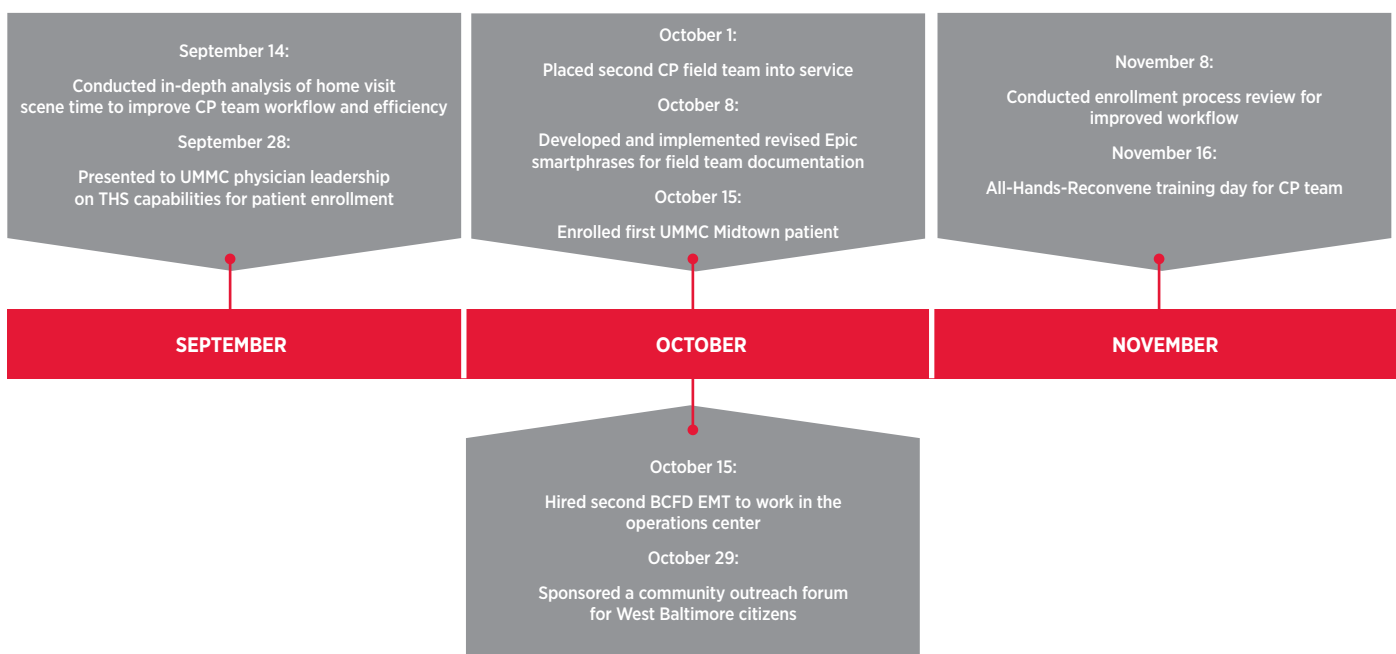 September 14:
Conducted in-depth analysis of home visit
scene time to improve CP team workflow and efficiency
September 28:
Presented to UMMC physician leadership
on THS capabilities for patient enrollment
October 1:
Placed second CP field team into service
October 8:
Developed and implemented revised Epic
smartphrases for field team documentation
October 15:
Enrolled first UMMC Midtown patient
November 8:
Conducted enrollment process review for
improved workflow
November 16:
All-Hands-Reconvene training day for CP team
SEPTEMBER
OCTOBER
NOVEMBER
October 15:
Hired second BCFD EMT to work in the
operations center
October 29:
Sponsored a community outreach forum
for West Baltimore citizens